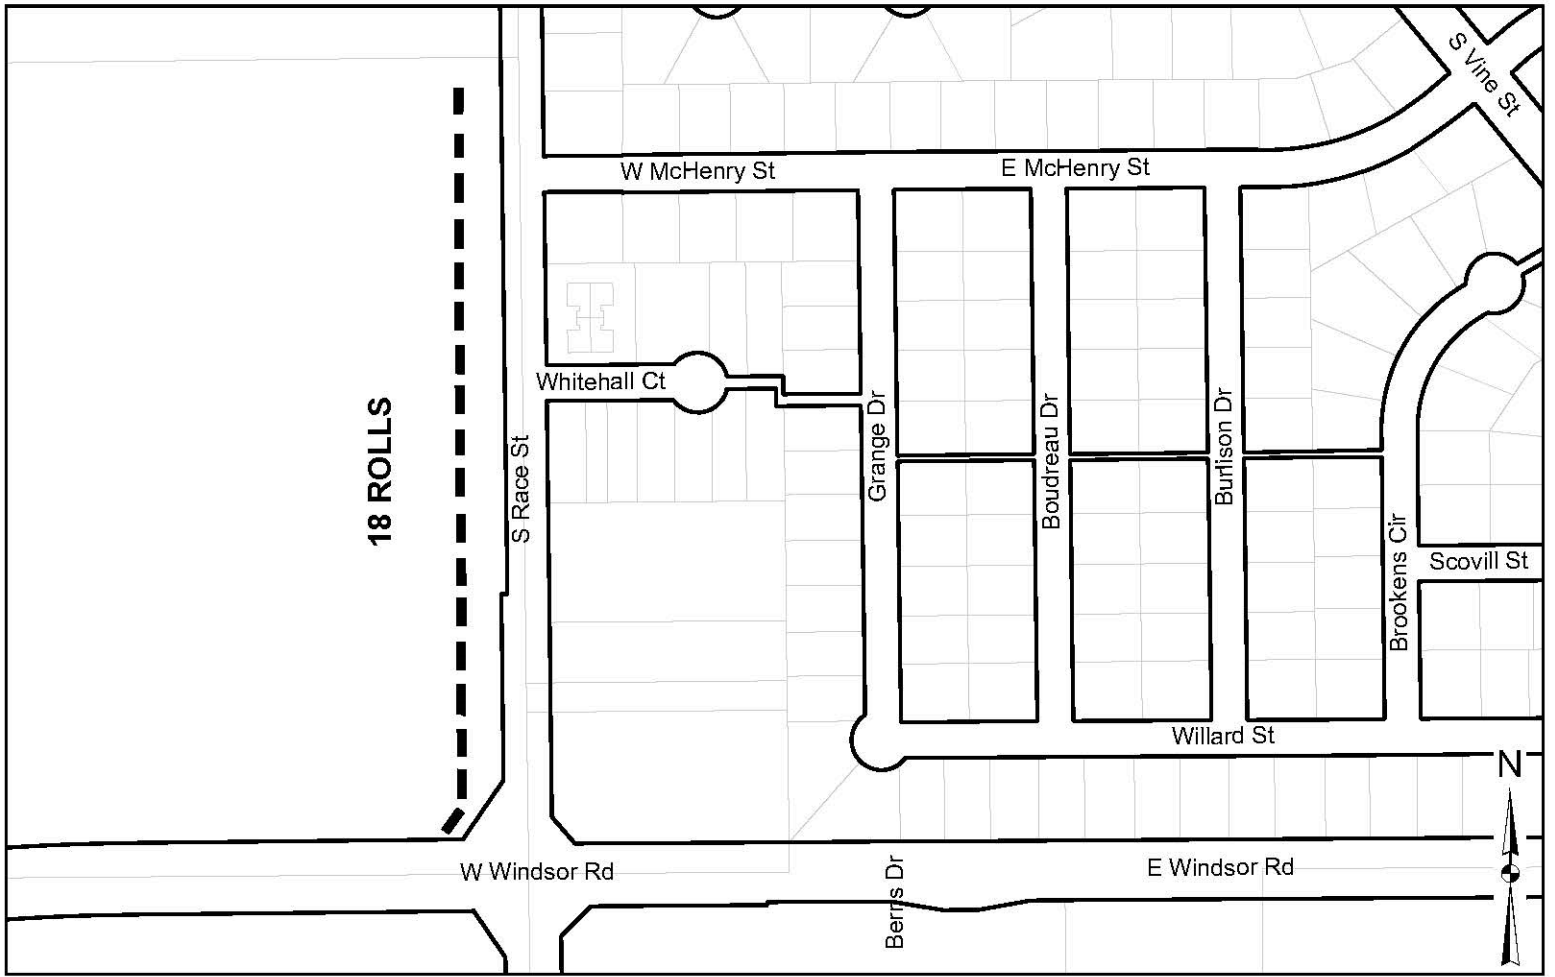 S Vine St
W McHenry St
E McHenry St
Whitehall Ct
18 ROLLS
S Race St
Grange Dr
Boudreau Dr
Burlison Dr
Brookens Cir
Scovill St
Willard St
N
W Windsor Rd
E Windsor Rd
Berns Dr